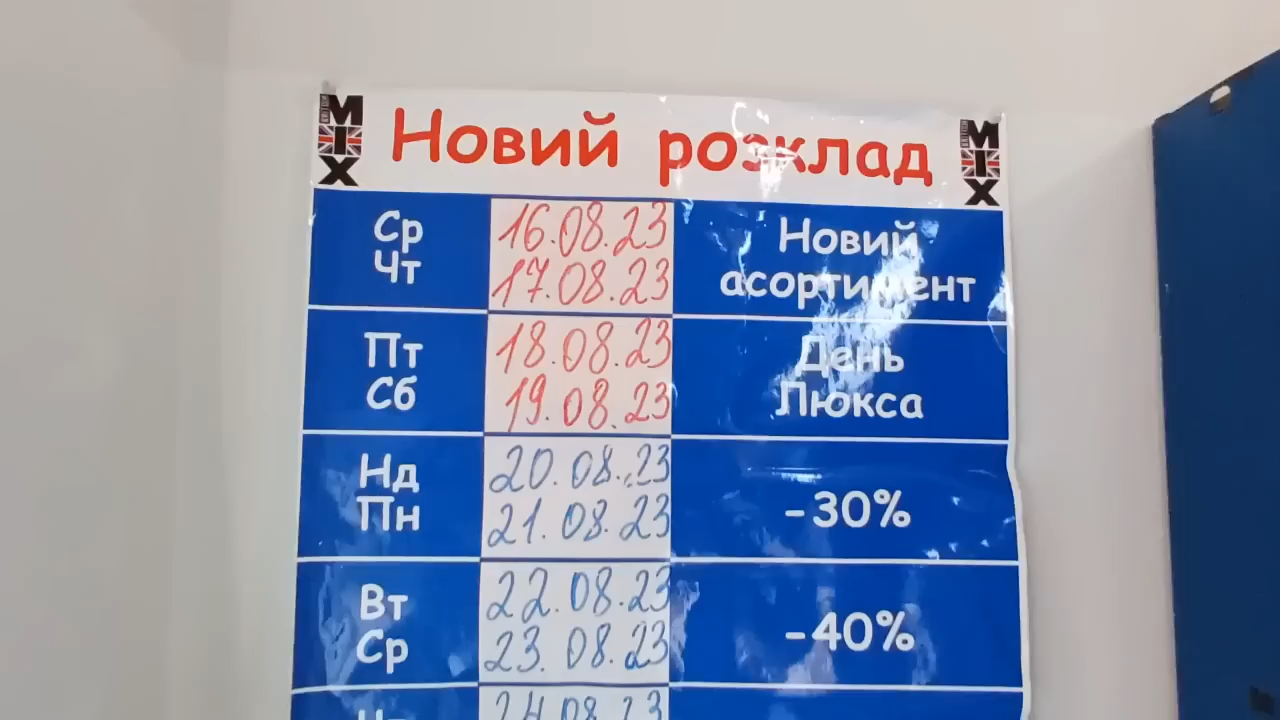 MIX
Новий розклад
MIX
Ср
Чт
16.08.23
17.08.23
Новий
асортимент
Пт
Сб
18.08.23
19.08.23
День
Люкса
Нд
Пн
20.08.23
21.08.23
-30%
Вт
Ср
22.08.23
23.08.23
-40%
24.08.23